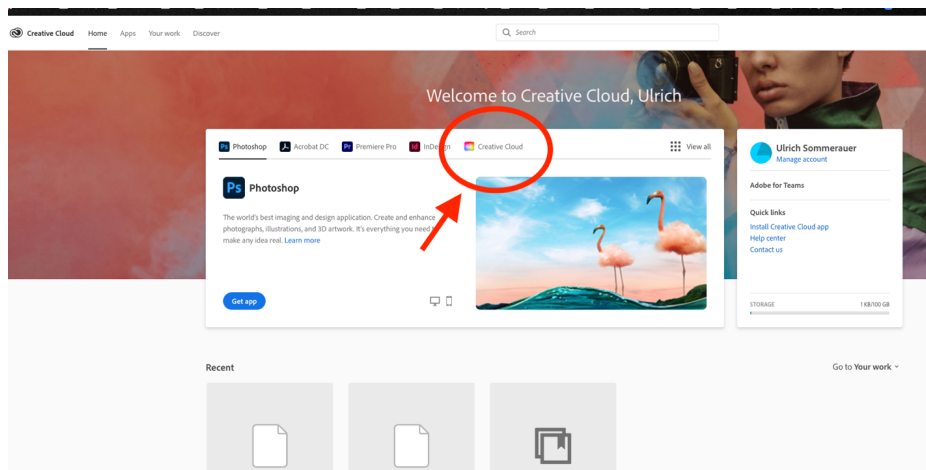 Creative Cloud Home Apps Your work Discover Search
Welcome to Creative Cloud, Ulrich
Ps Photoshop Acrobat DC Pr Premiere Pro Id InDesign Creative Cloud View all
Ps Photoshop
The world's best imaging and design application. Create and enhance
photographs, illustrations, and 3D artwork. It's everything you need
make any idea real. Learn more
Get app
Ulrich Sommerauer
Manage account
Adobe for Teams
Quick links
Install Creative Cloud app
Help center
Contact us
STORAGE 1 KB/100 GB
Recent
Go to Your work